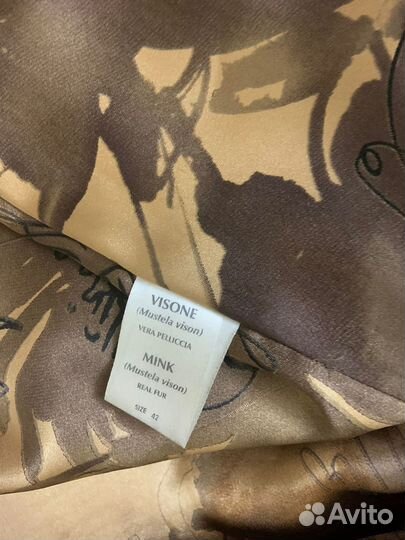 VISONE
(Mustela vison)
VERA PELLICCIA
MINK
(Mustela vison)
REAL FUR
SIZE 42
Avito